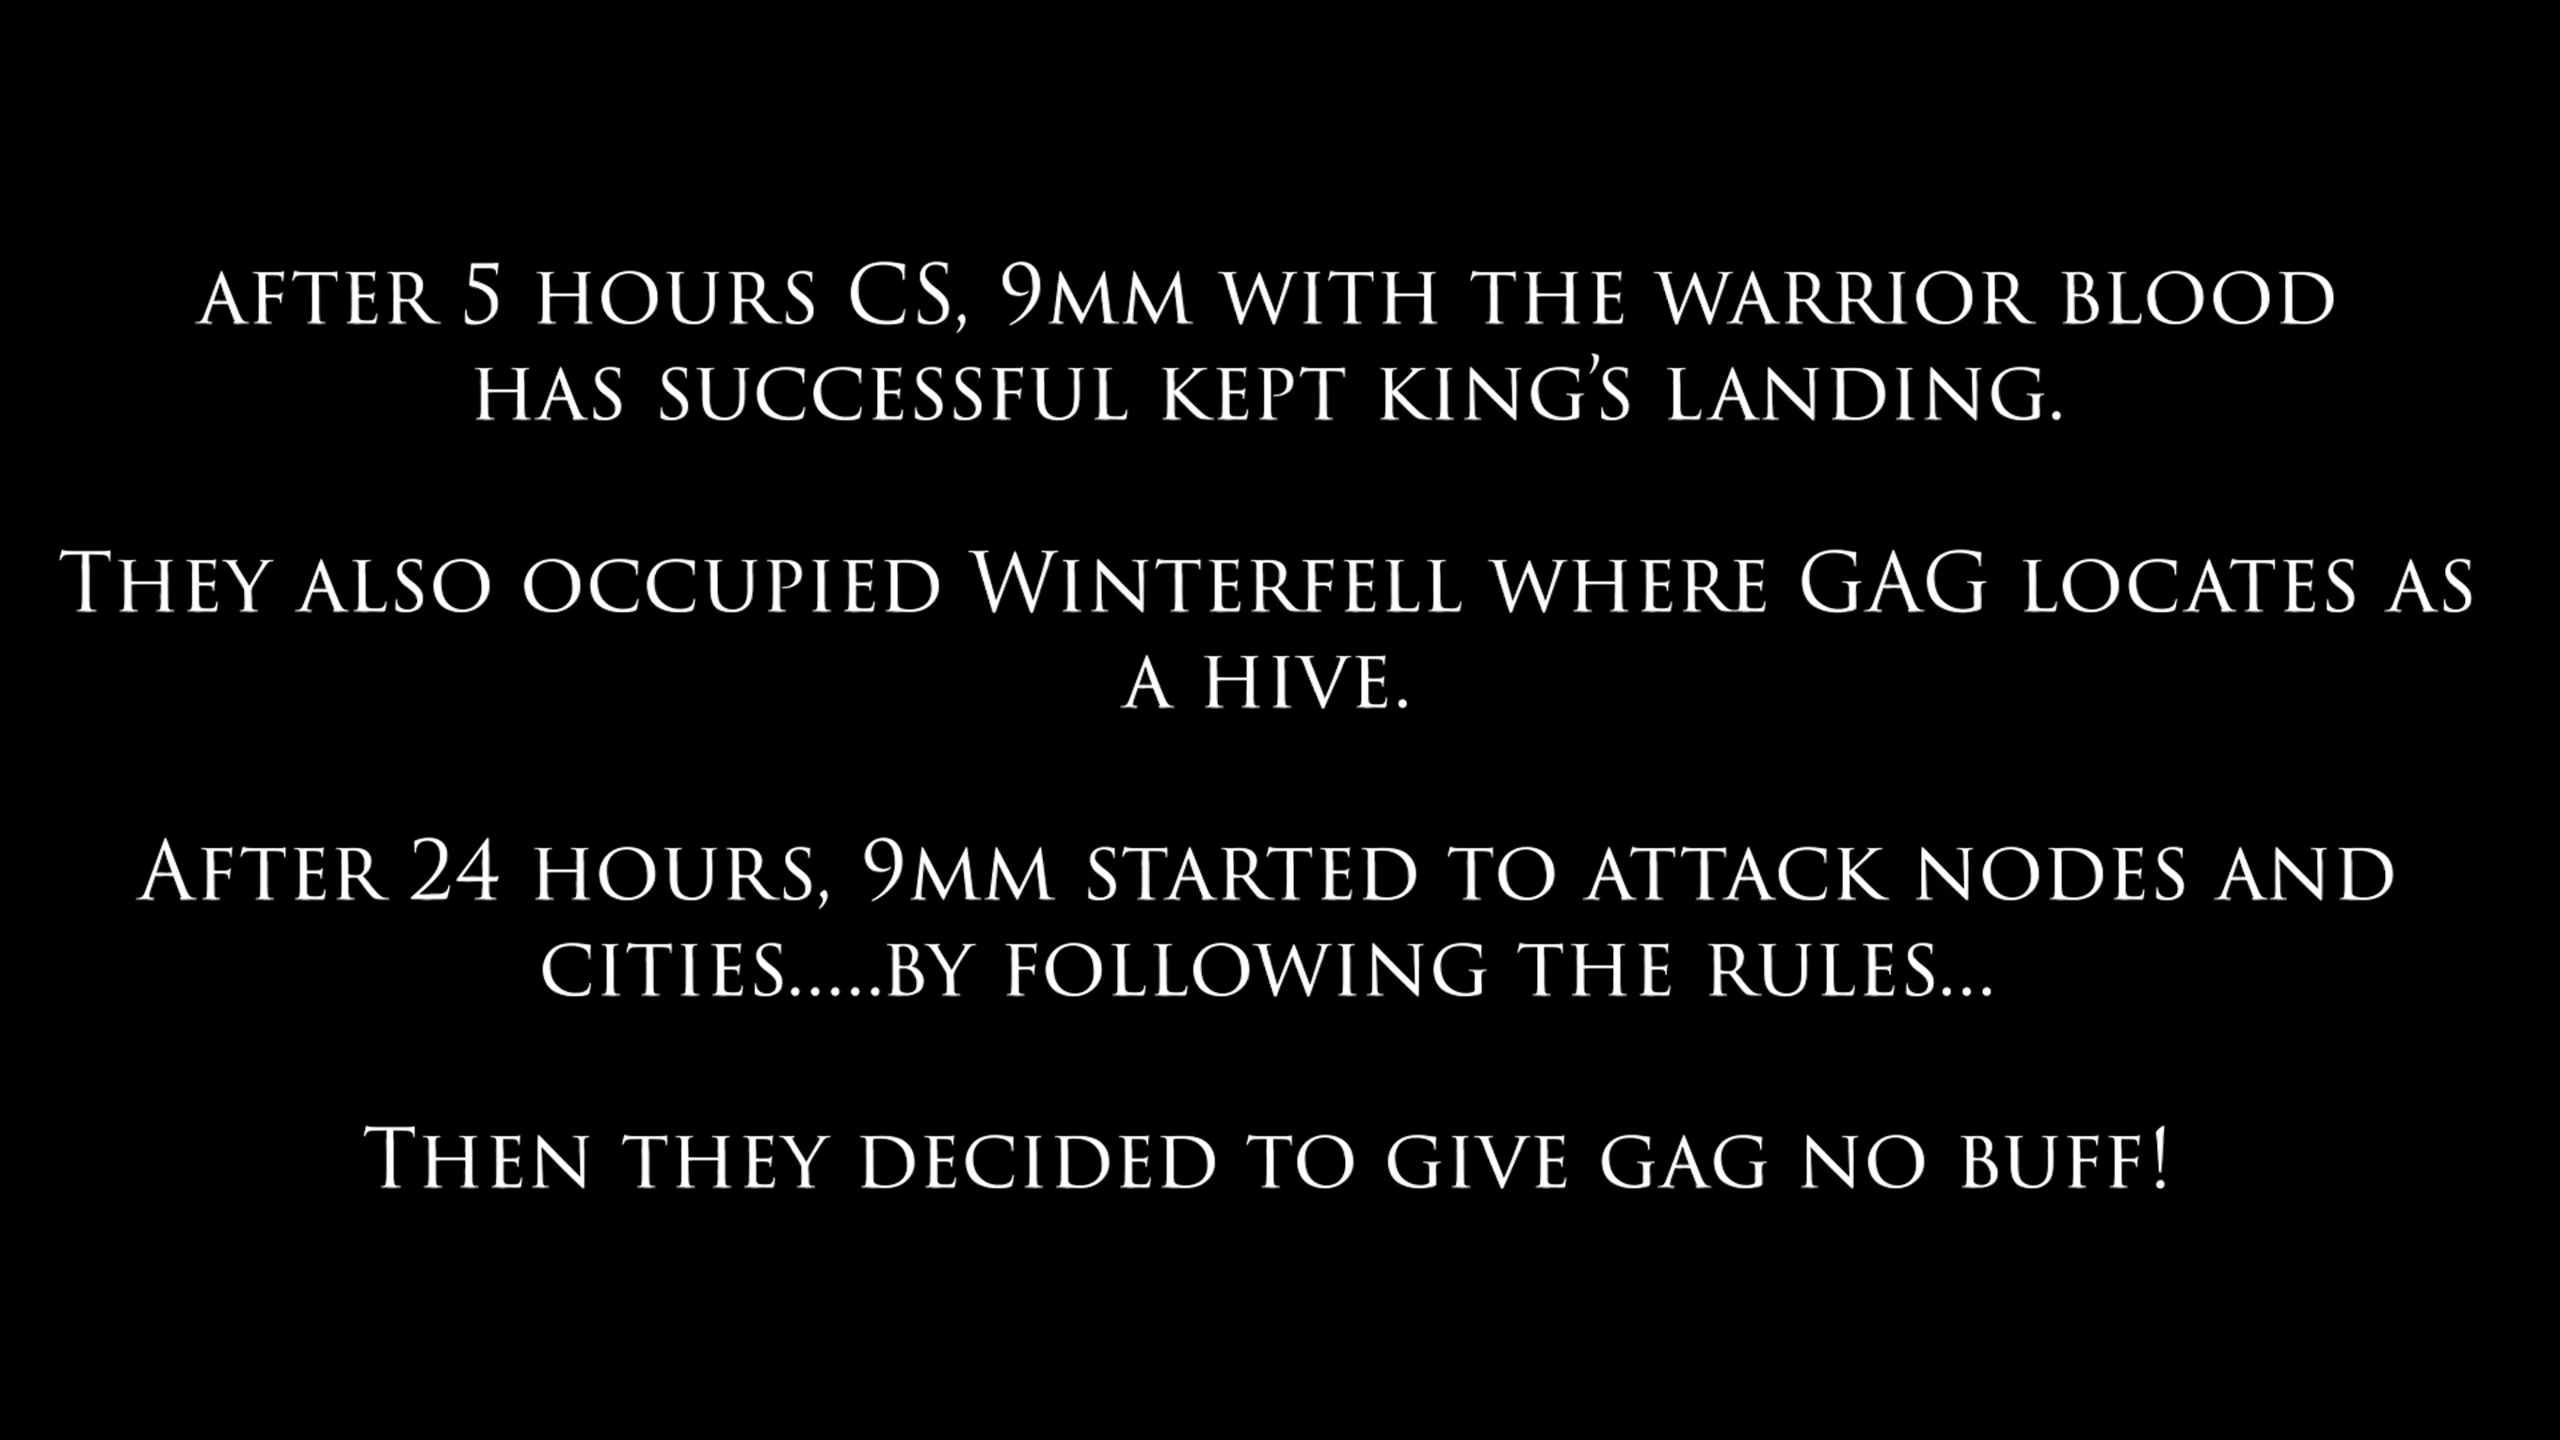 after 5 hours CS, 9mm with the warrior blood
has successful kept king’s landing.
They also occupied Winterfell where GAG locates as
a hive.
After 24 hours, 9mm started to attack nodes and
cities.....by following the rules...
Then they decided to give gag no buff!